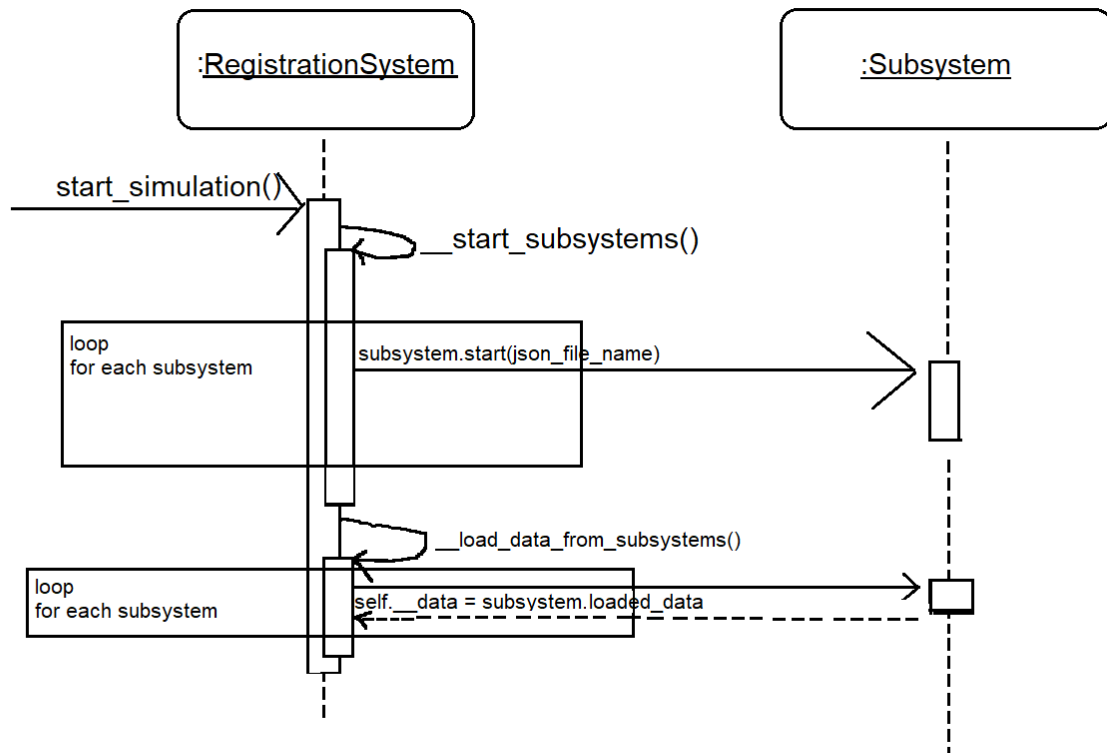 :RegistrationSystem
:Subsystem
start_simulation()
__start_subsystems()
loop
for each subsystem
subsystem.start(json_file_name)
__load_data_from_subsystems()
loop
for each subsystem
self.__data = subsystem.loaded_data